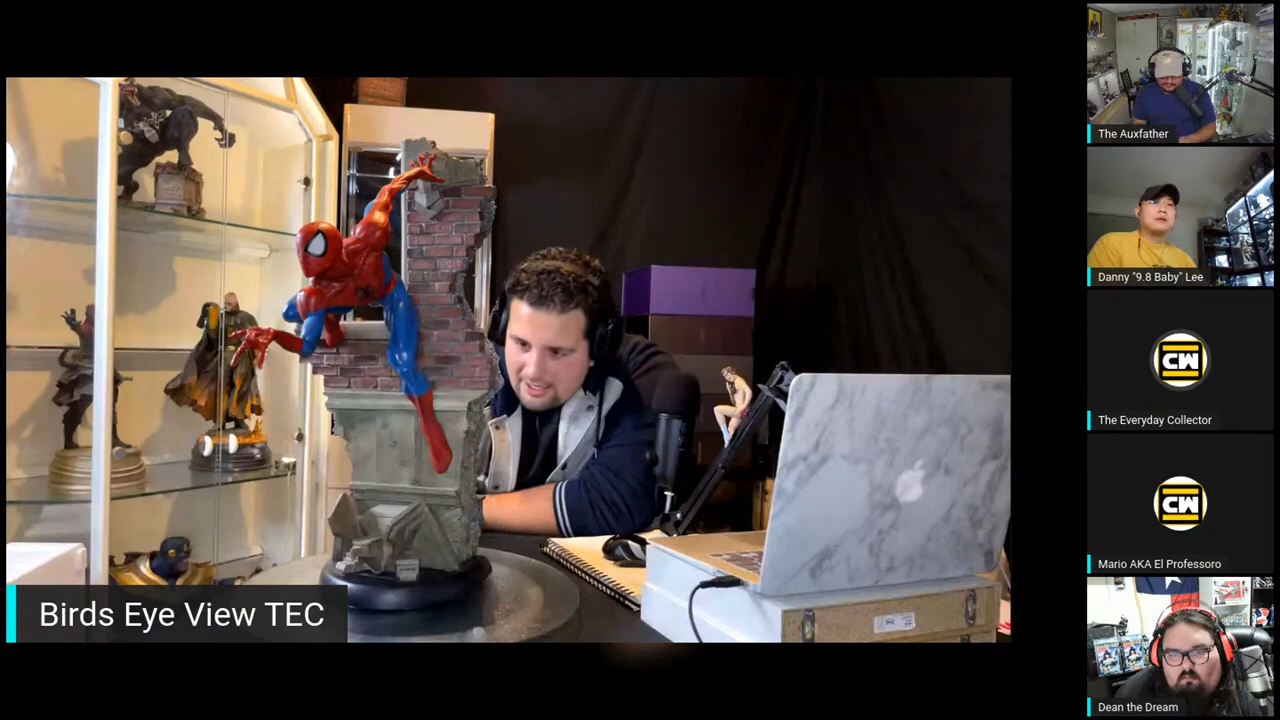 Birds Eye View TEC
The Auxfather
Danny "9.8 Baby" Lee
CW
The Everyday Collector
CW
Mario AKA El Professoro
Dean the Dream